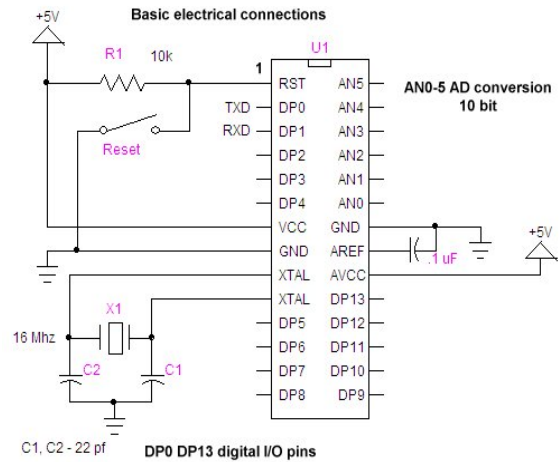 Basic electrical connections
+5V
R1
10k
1
U1
RST
AN5
AN0-5 AD conversion
10 bit
TXD
DP0
AN4
RXD
DP1
AN3
Reset
DP2
AN2
DP3
AN1
DP4
AN0
VCC
GND
+5V
GND
AREF
.1 uF
XTAL
AVCC
XTAL
DP13
X1
16 Mhz
DP5
DP12
DP6
DP11
C2
C1
DP7
DP10
DP8
DP9
C1, C2 - 22 pf
DP0 DP13 digital I/O pins